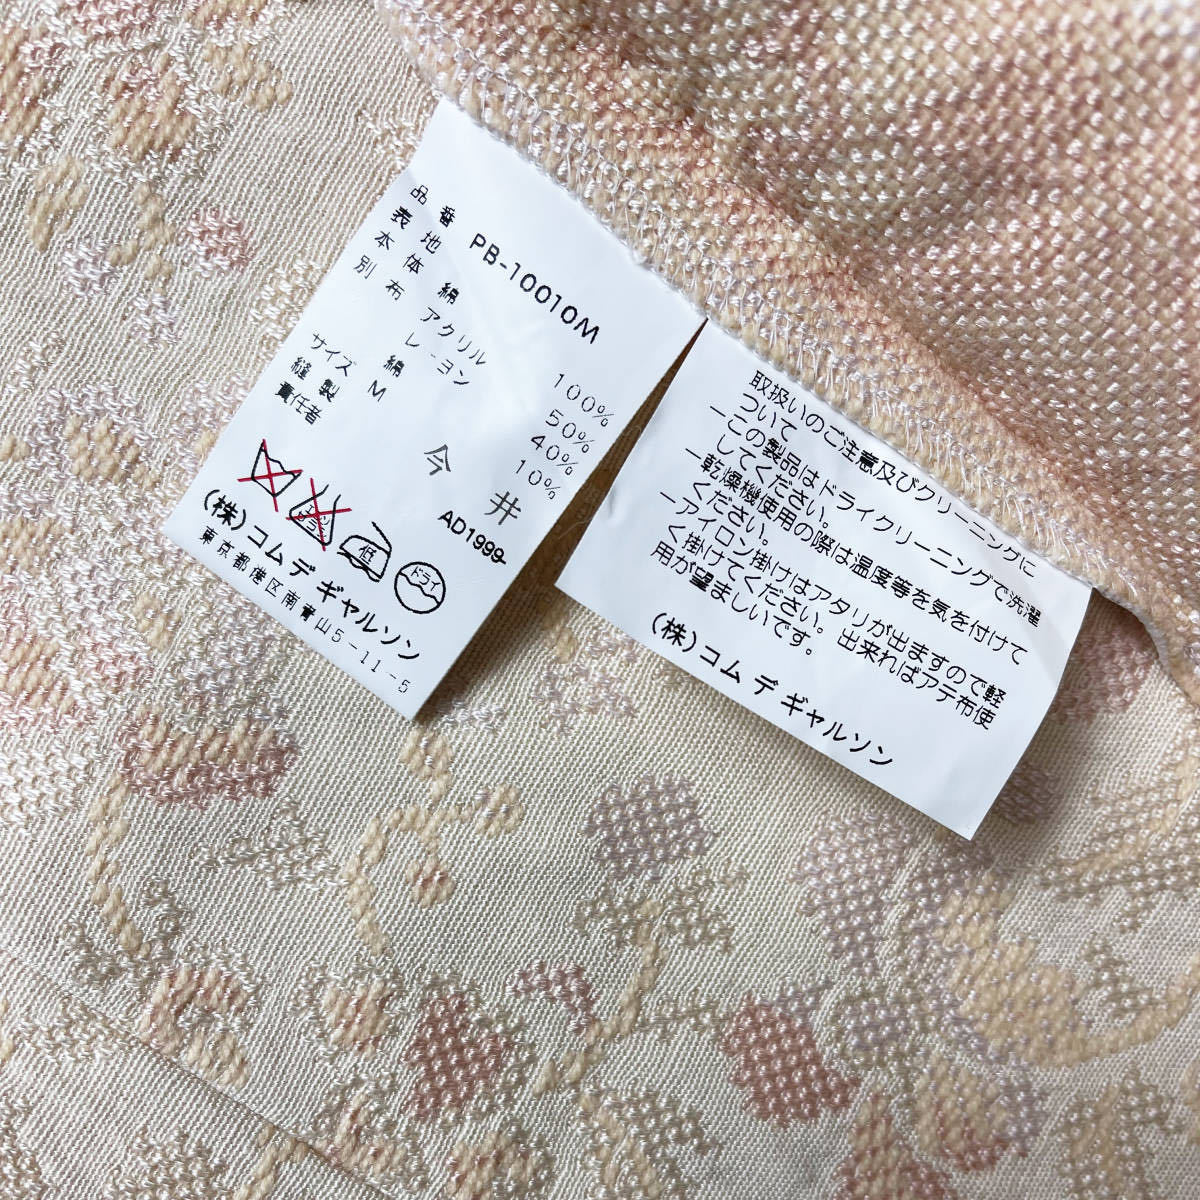 品番 PB-10010M
表地
本体 綿 100%
別布 アクリル 50%
レーヨン 40%
綿 10%
サイズ M
縫製 今井
責任者
AD1999-
低
ドライ
(株)コム デ ギャルソン
東京都港区南青山5-11-5
取扱いのご注意及びクリーニングに
ついて
−この製品はドライクリーニングで洗濯
してください。
−乾燥機使用の際は温度等を気を付けて
ください。
−アイロン掛けはアタリが出ますので軽
く掛けてください。出来ればアテ布使
用が望ましいです。
(株)コム デ ギャルソン